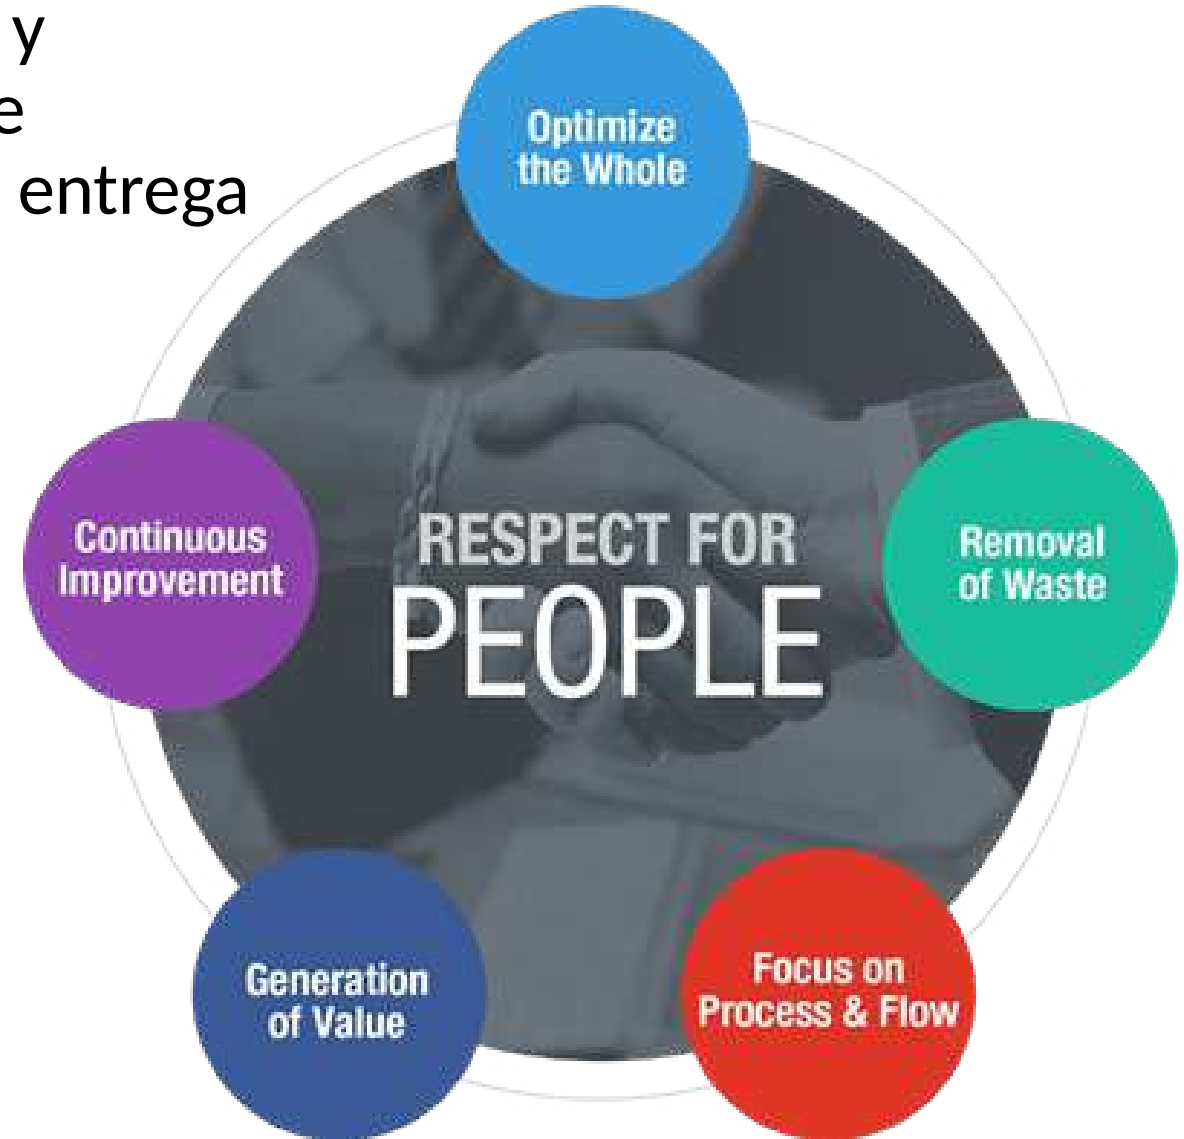 y
e
entrega
Optimize
the Whole
Continuous
Improvement
RESPECT FOR
PEOPLE
Removal
of Waste
Generation
of Value
Focus on
Process & Flow